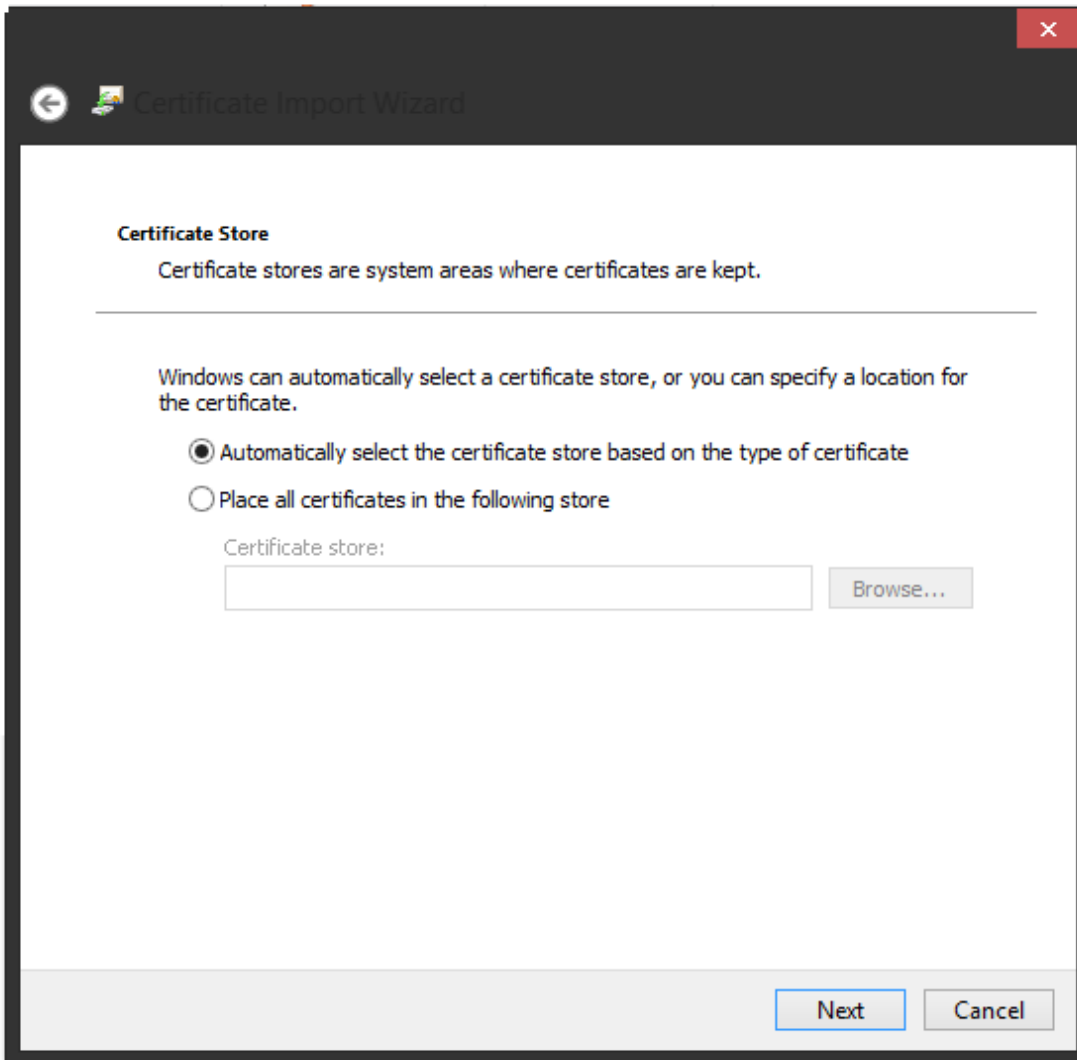 Certificate Import Wizard
Certificate Store
Certificate stores are system areas where certificates are kept.
Windows can automatically select a certificate store, or you can specify a location for
the certificate.
Automatically select the certificate store based on the type of certificate
Place all certificates in the following store
Certificate store:
Browse...
Next
Cancel